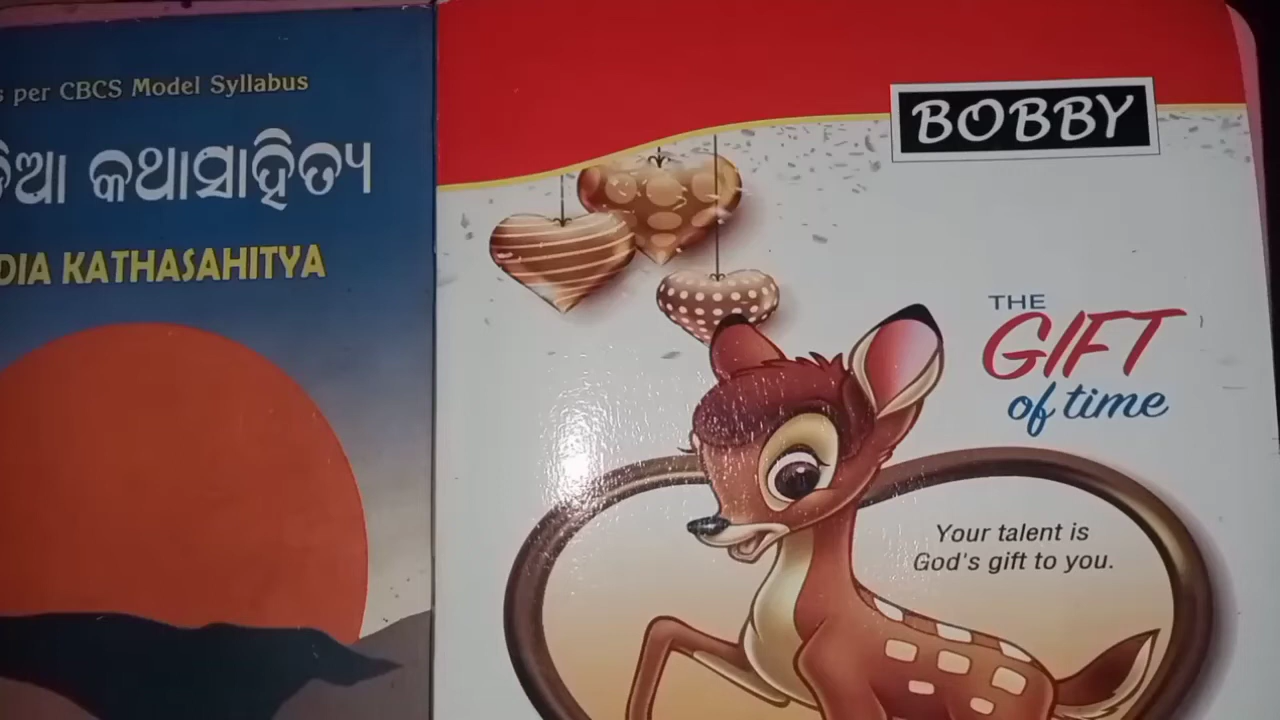 per CBCS Model Syllabus
କଥାସାହିତ୍ୟ
KATHASAHITYA
BOBBY
THE
GIFT
of time
Your talent is
God's gift to you.